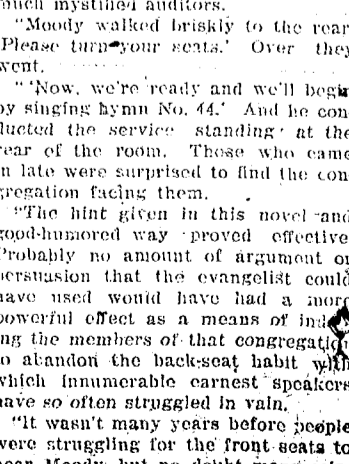 much mystified auditors.
"Moody walked briskly to the rear
'Please turn your seats.' Over they
went.
"'Now, we're ready and we'll begin
by singing hymn No. 44.' And he con
ducted the service standing at the
rear of the room. Those who came
in late were surprised to find the con
gregation facing them.
"The hint given in this novel and
good-humored way proved effective
Probably no amount of argument or
persuasion that the evangelist could
have used would have had a more
powerful effect as a means of
ing the members of that congregation
to abandon the back-seat habit with
which innumerable earnest speakers
have so often struggled in vain.
"It wasn't many years before people
were struggling for the front seats to
hear Moody, but no doubt